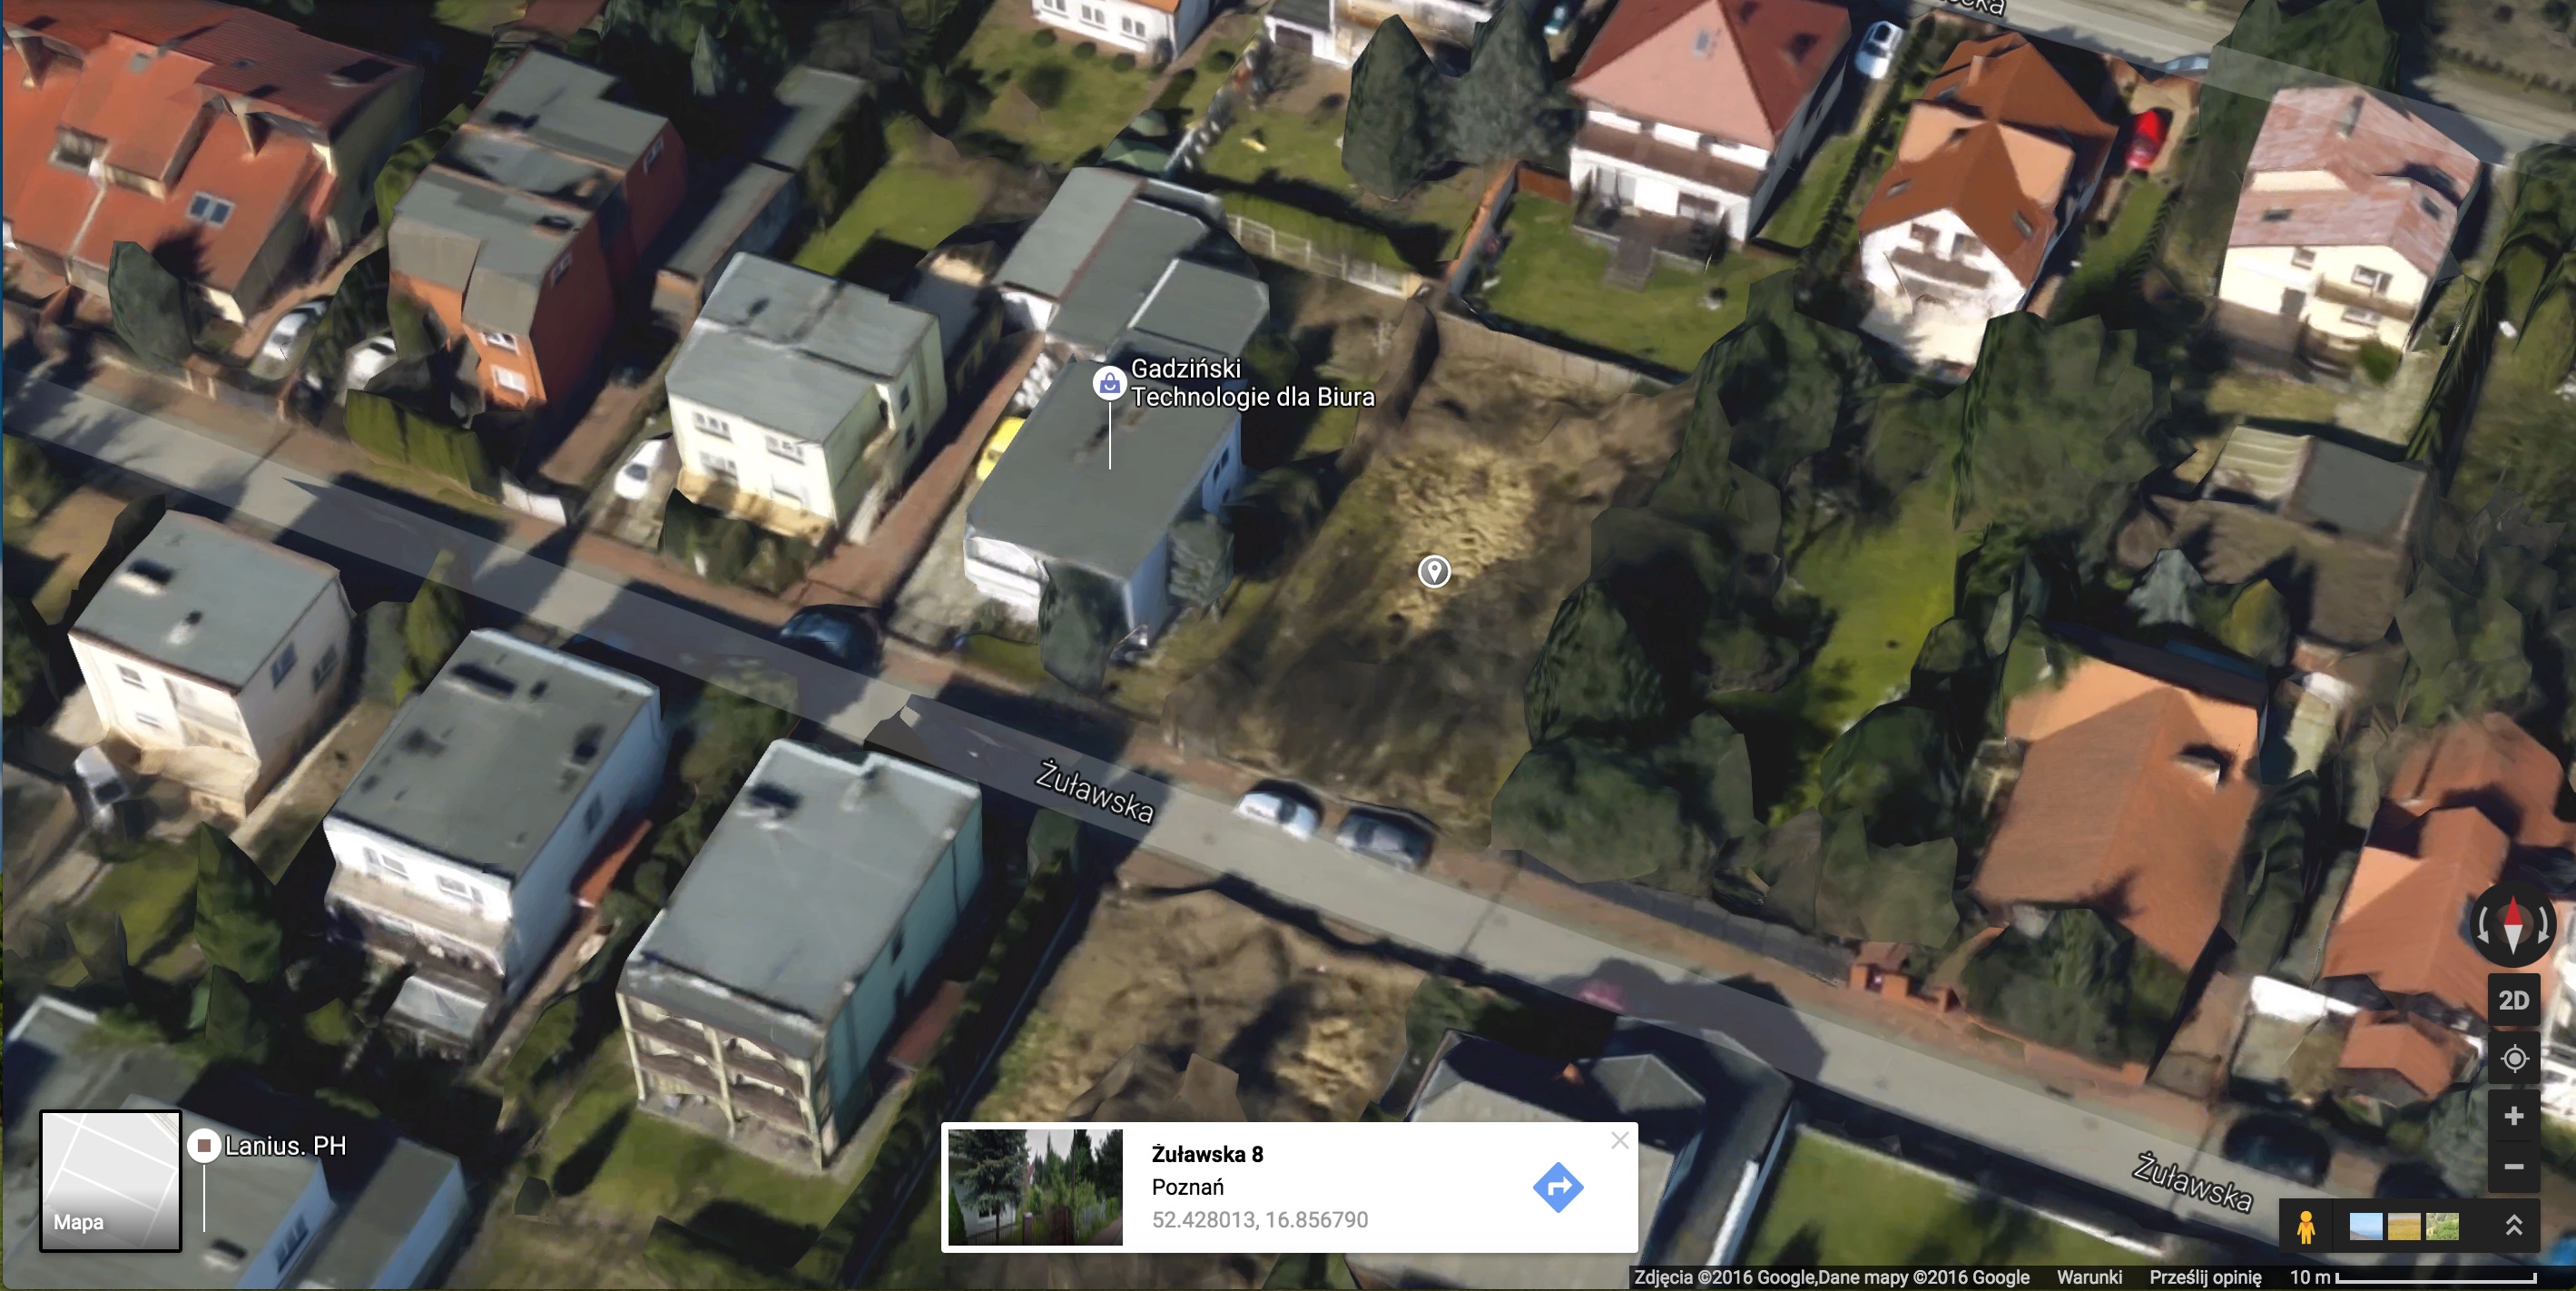 Gadziński
Technologie dla Biura
Żuławska
Lanius. PH
Mapa
Żuławska 8
Poznań
52.428013, 16.856790
Żuławska
2D
+
−
Zdjęcia ©2016 Google,Dane mapy ©2016 Google Warunki Prześlij opinię 10 m